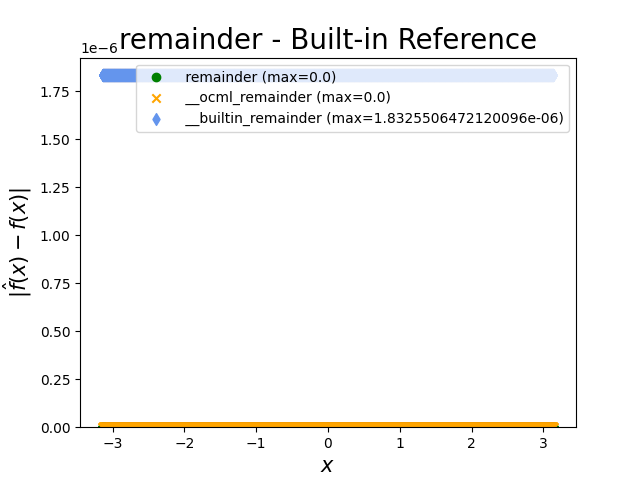 remainder - Built-in Reference
1e−6
remainder (max=0.0)
__ocml_remainder (max=0.0)
__builtin_remainder (max=1.8325506472120096e-06)
1.75
1.50
1.25
1.00
0.75
0.50
0.25
0.00
|f̂(x) − f(x)|
−3 −2 −1 0 1 2 3
x